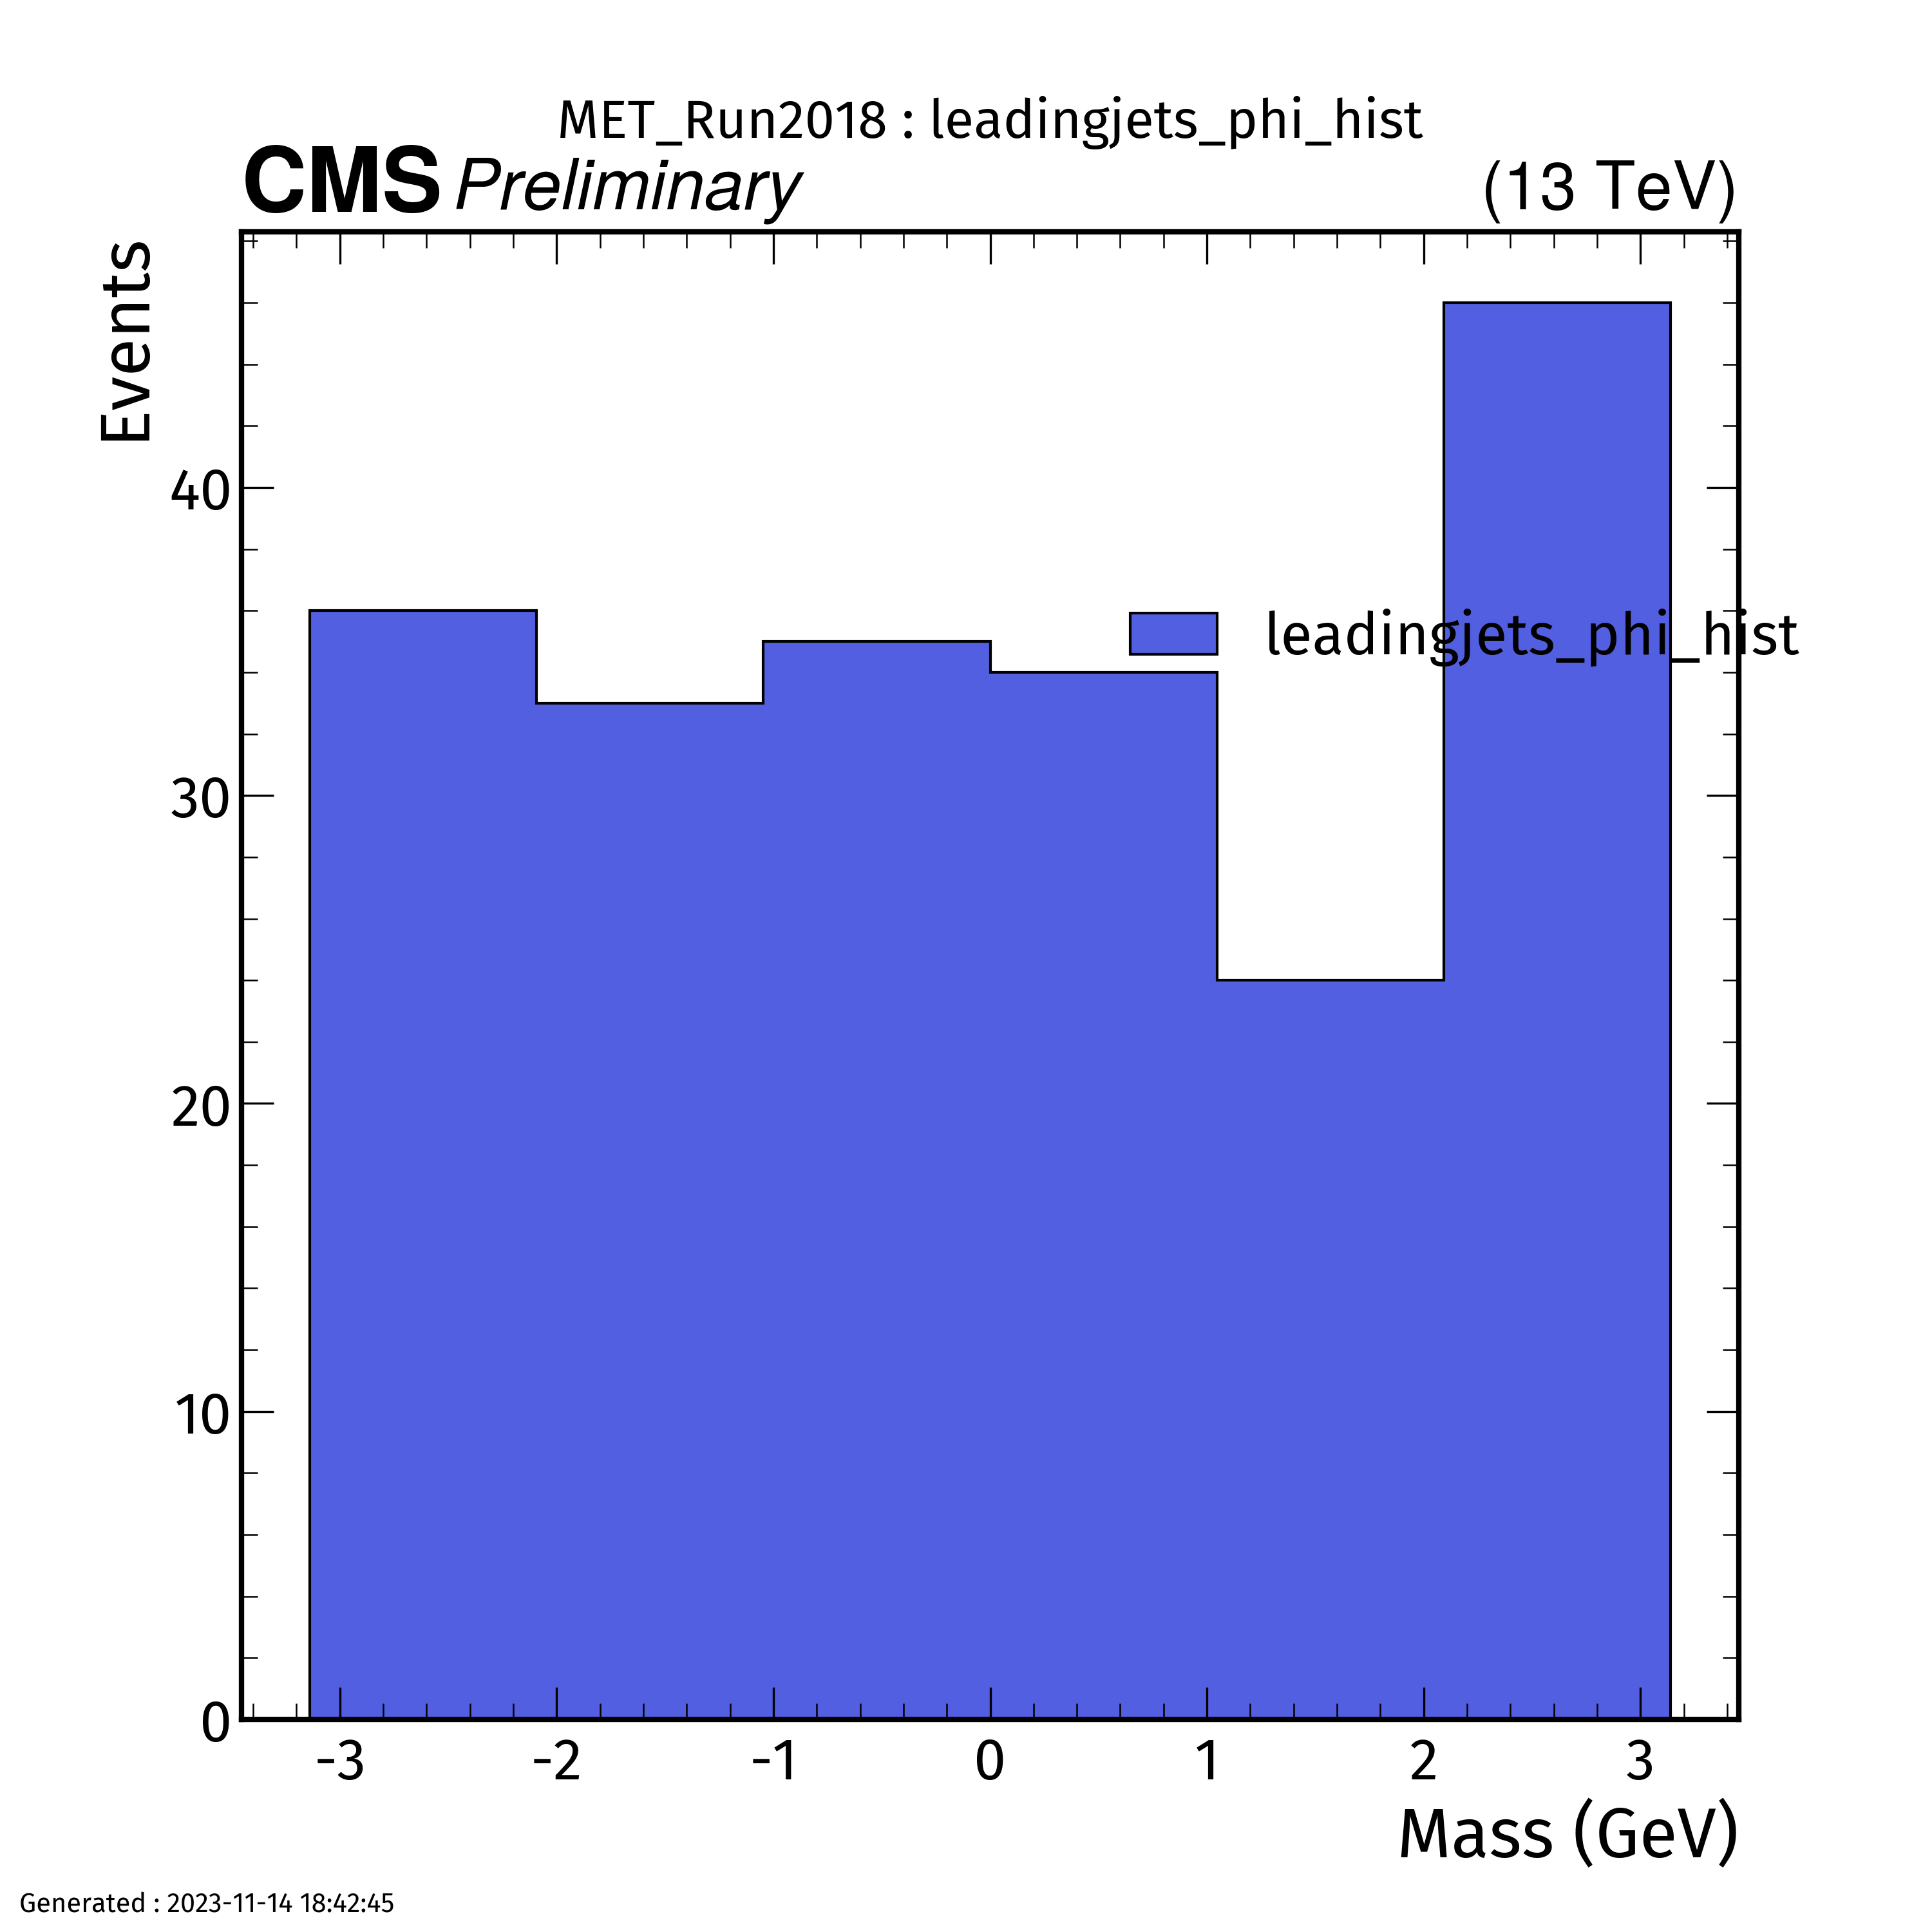 MET_Run2018 : leadingjets_phi_hist
CMS Preliminary (13 TeV)
Events
40
30
20
10
0
leadingjets_phi_hist
-3 -2 -1 0 1 2 3
Mass (GeV)
Generated : 2023-11-14 18:42:45